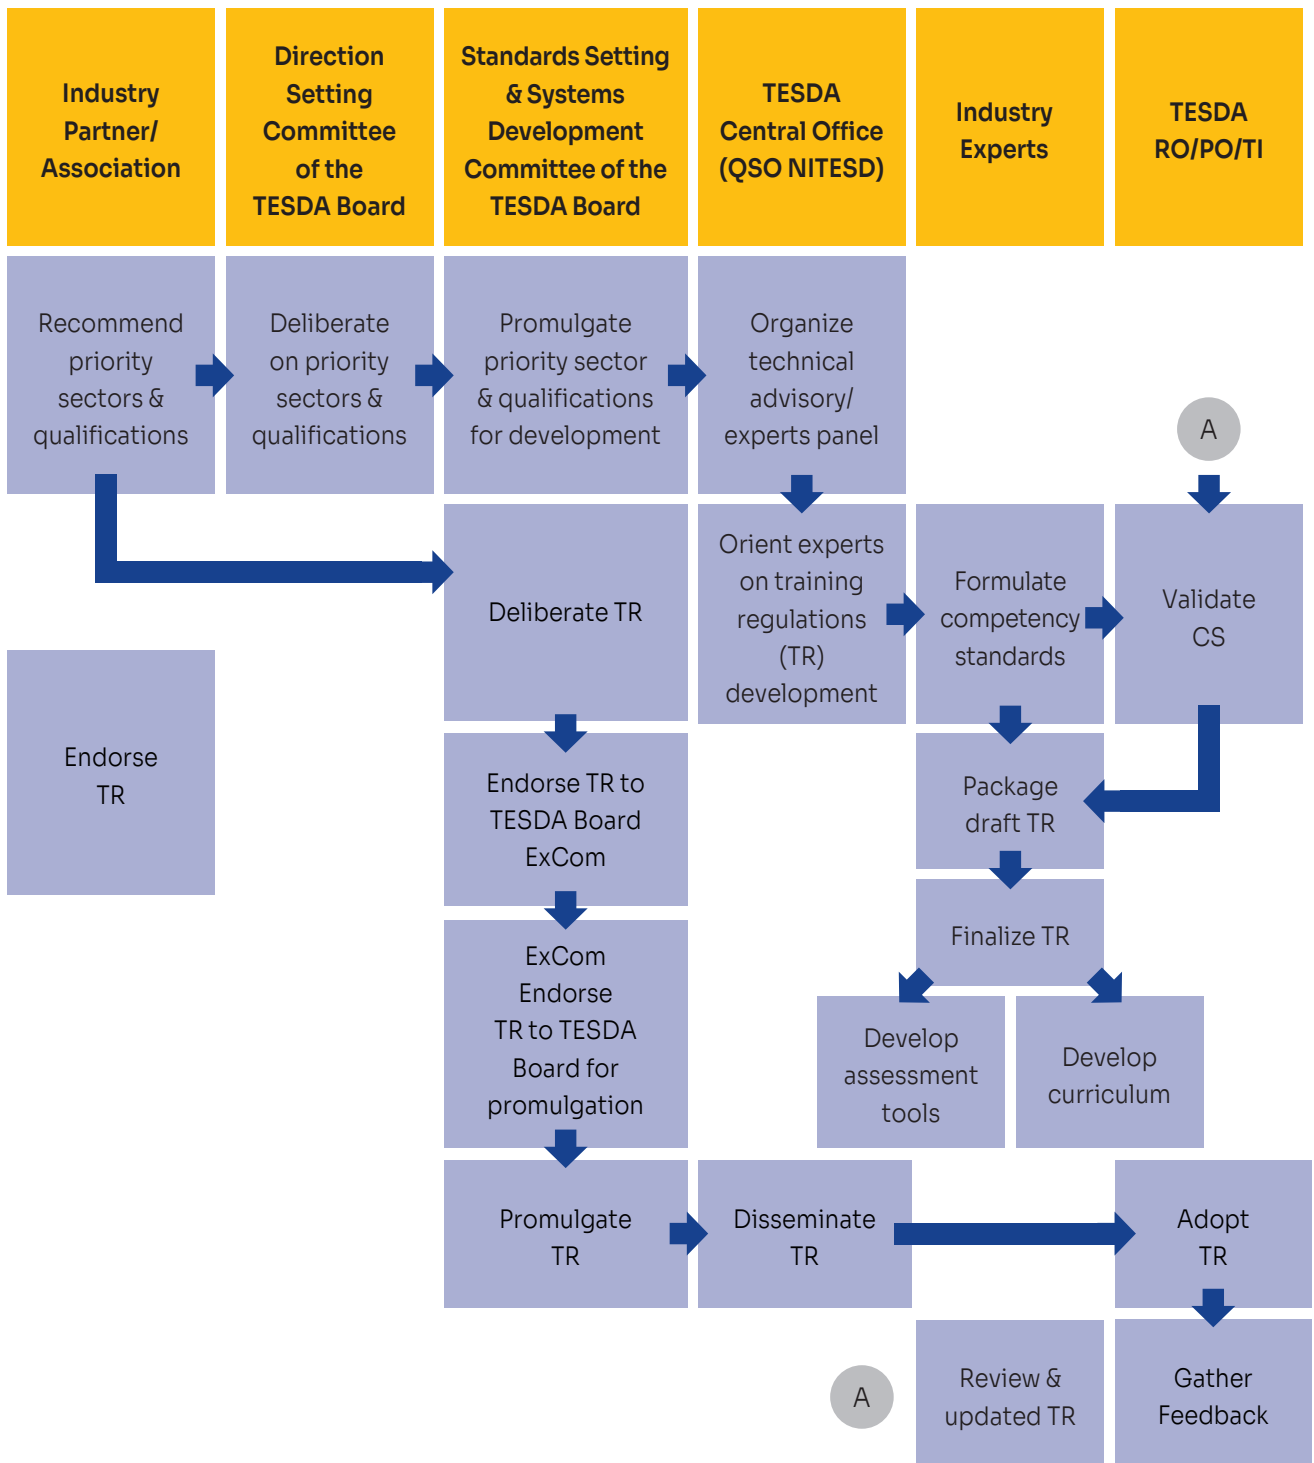 Industry
Partner/
Association
Direction
Setting
Committee
of the
TESDA Board
Standards Setting
& Systems
Development
Committee of the
TESDA Board
TESDA
Central Office
(QSO NITESD)
Industry
Experts
TESDA
RO/PO/TI
Recommend
priority
sectors &
qualifications
Deliberate
on priority
sectors &
qualifications
Promulgate
priority sector
& qualifications
for development
Organize
technical
advisory/
experts panel
A
Deliberate TR
Orient experts
on training
regulations
(TR)
development
Formulate
competency
standards
Validate
CS
Endorse
TR
Endorse TR to
TESDA Board
ExCom
Package
draft TR
Finalize TR
ExCom
Endorse
TR to TESDA
Board for
promulgation
Develop
assessment
tools
Develop
curriculum
Promulgate
TR
Disseminate
TR
Adopt
TR
A
Review &
updated TR
Gather
Feedback